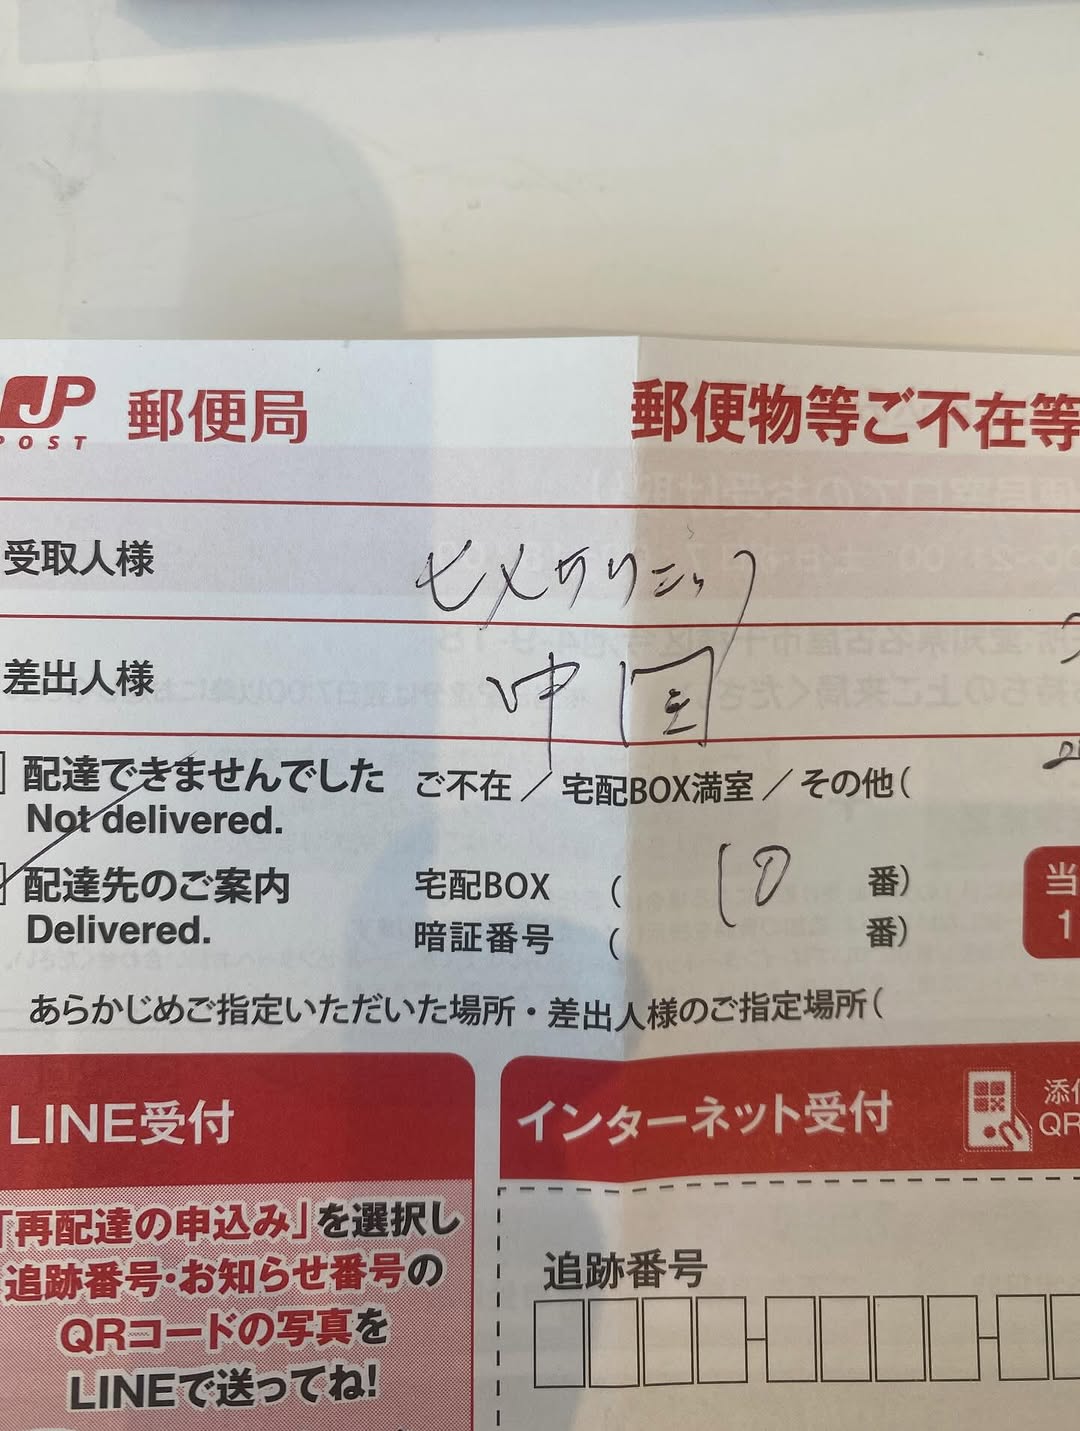 JP POST 郵便局 郵便物等ご不在等
受取人様 ヒメクリニック
差出人様 中国
配達できませんでした ご不在 / 宅配BOX満室 / その他(
Not delivered.
配達先のご案内 宅配BOX ( 10 番)
Delivered. 暗証番号 ( 番)
あらかじめご指定いただいた場所・差出人様のご指定場所(
当
1
LINE受付
「再配達の申込み」を選択し
追跡番号・お知らせ番号の
QRコードの写真を
LINEで送ってね!
インターネット受付
添付
QR
追跡番号